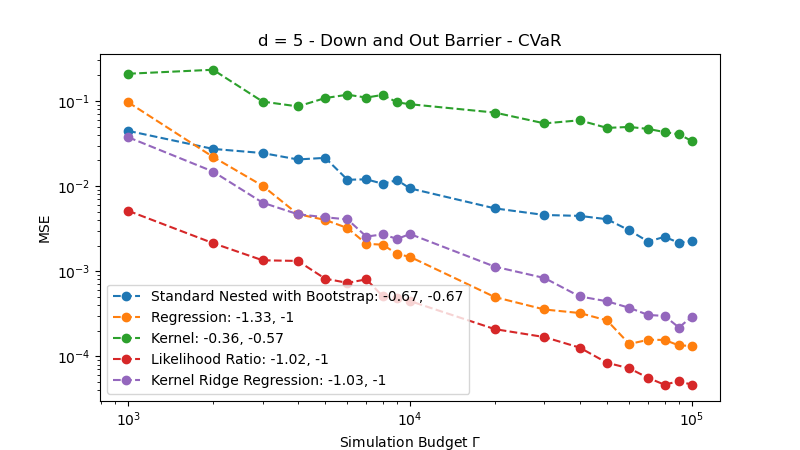 d = 5 - Down and Out Barrier - CVaR
MSE
10⁻¹
10⁻²
10⁻³
10⁻⁴
Standard Nested with Bootstrap: -0.67, -0.67
Regression: -1.33, -1
Kernel: -0.36, -0.57
Likelihood Ratio: -1.02, -1
Kernel Ridge Regression: -1.03, -1
10³ 10⁴ 10⁵
Simulation Budget Γ